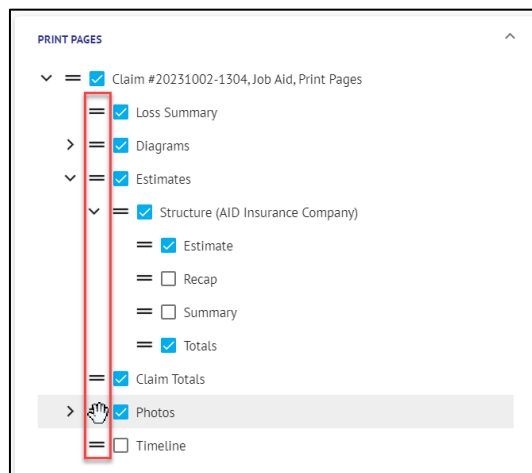 PRINT PAGES
Claim #20231002-1304, Job Aid, Print Pages
Loss Summary
Diagrams
Estimates
Structure (AID Insurance Company)
Estimate
Recap
Summary
Totals
Claim Totals
Photos
Timeline